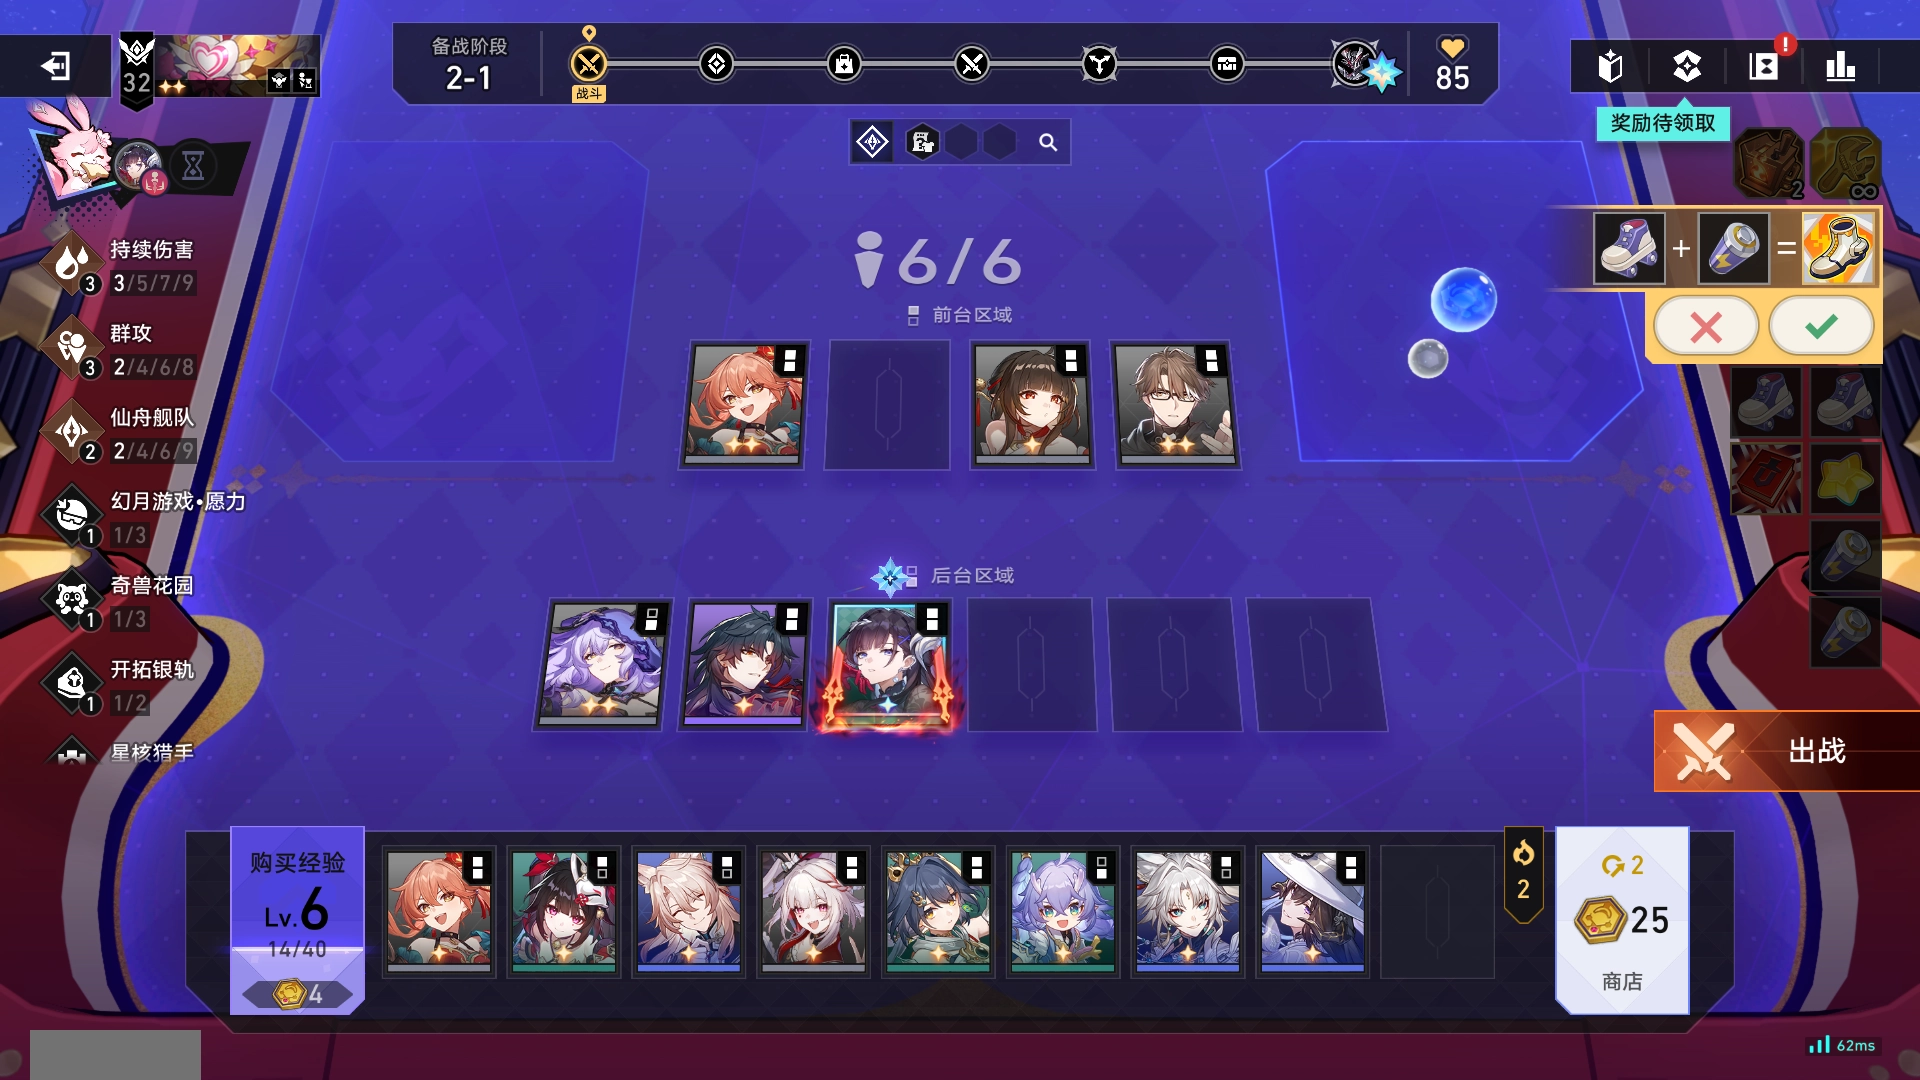 32
备战阶段
2-1
战斗
85
奖励待领取
2
∞
6/6
前台区域
+
=
持续伤害
3
3/5/7/9
群攻
3
2/4/6/8
仙舟舰队
2
2/4/6/9
幻月游戏•愿力
1
1/3
奇兽花园
1
1/3
开拓银轨
1
1/2
星核猎手
后台区域
出战
购买经验
Lv.6
14/40
4
2
2
25
商店
62ms